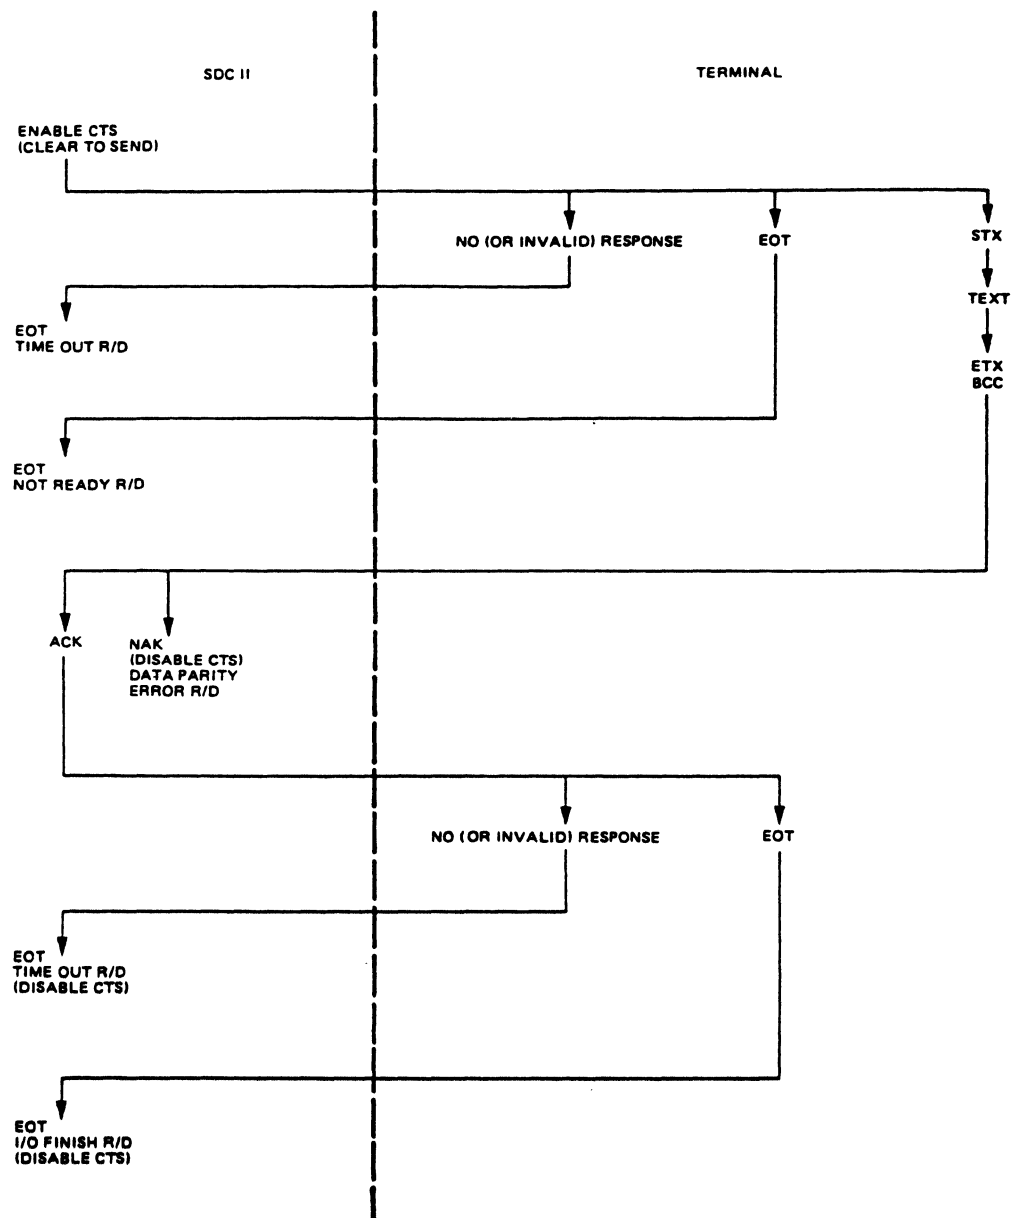 SDC II
TERMINAL
ENABLE CTS
(CLEAR TO SEND)
NO (OR INVALID) RESPONSE
EOT
STX
TEXT
ETX
BCC
EOT
TIME OUT R/D
EOT
NOT READY R/D
ACK
NAK
(DISABLE CTS)
DATA PARITY
ERROR R/D
NO (OR INVALID) RESPONSE
EOT
EOT
TIME OUT R/D
(DISABLE CTS)
EOT
I/O FINISH R/D
(DISABLE CTS)